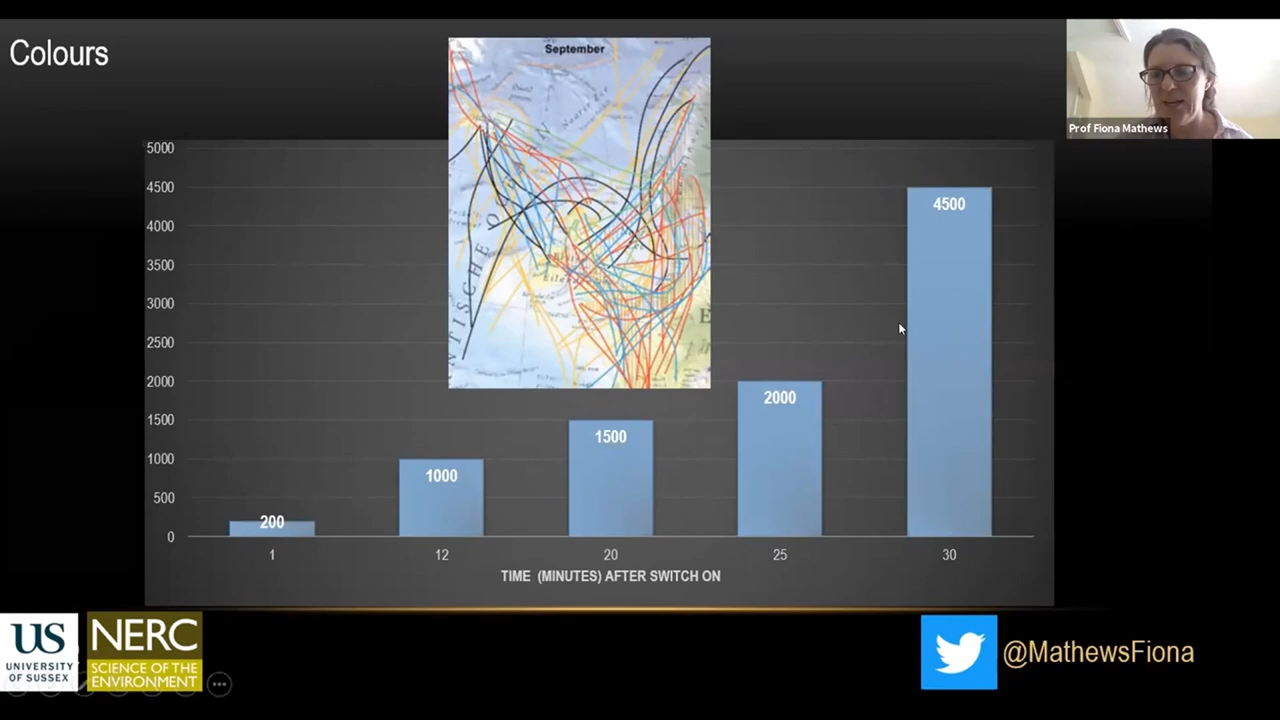 Colours
September
Prof Fiona Mathews
5000
4500
4000
3500
3000
2500
2000
1500
1000
500
0
200
1000
1500
2000
4500
1
12
20
25
30
TIME (MINUTES) AFTER SWITCH ON
US
UNIVERSITY
OF SUSSEX
NERC
SCIENCE OF THE
ENVIRONMENT
@MathewsFiona